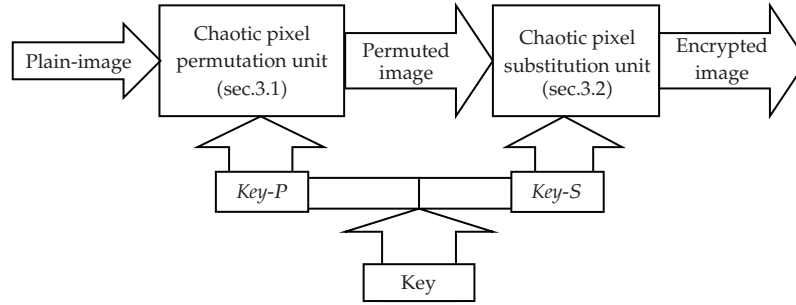 Plain-image
Chaotic pixel
permutation unit
(sec.3.1)
Permuted
image
Chaotic pixel
substitution unit
(sec.3.2)
Encrypted
image
Key-P
Key-S
Key